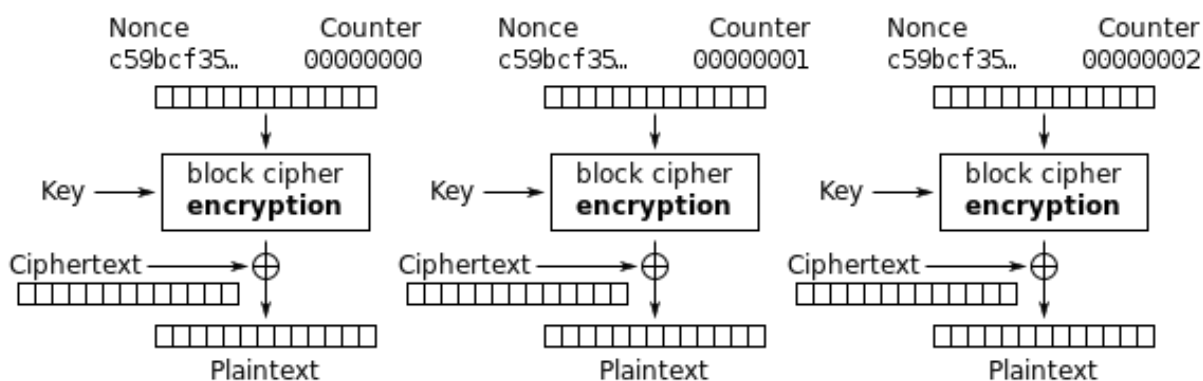 Nonce Counter Nonce Counter Nonce Counter
c59bcf35… 00000000 c59bcf35… 00000001 c59bcf35… 00000002
block cipher block cipher block cipher
Key encryption Key encryption Key encryption
Ciphertext Ciphertext Ciphertext
Plaintext Plaintext Plaintext